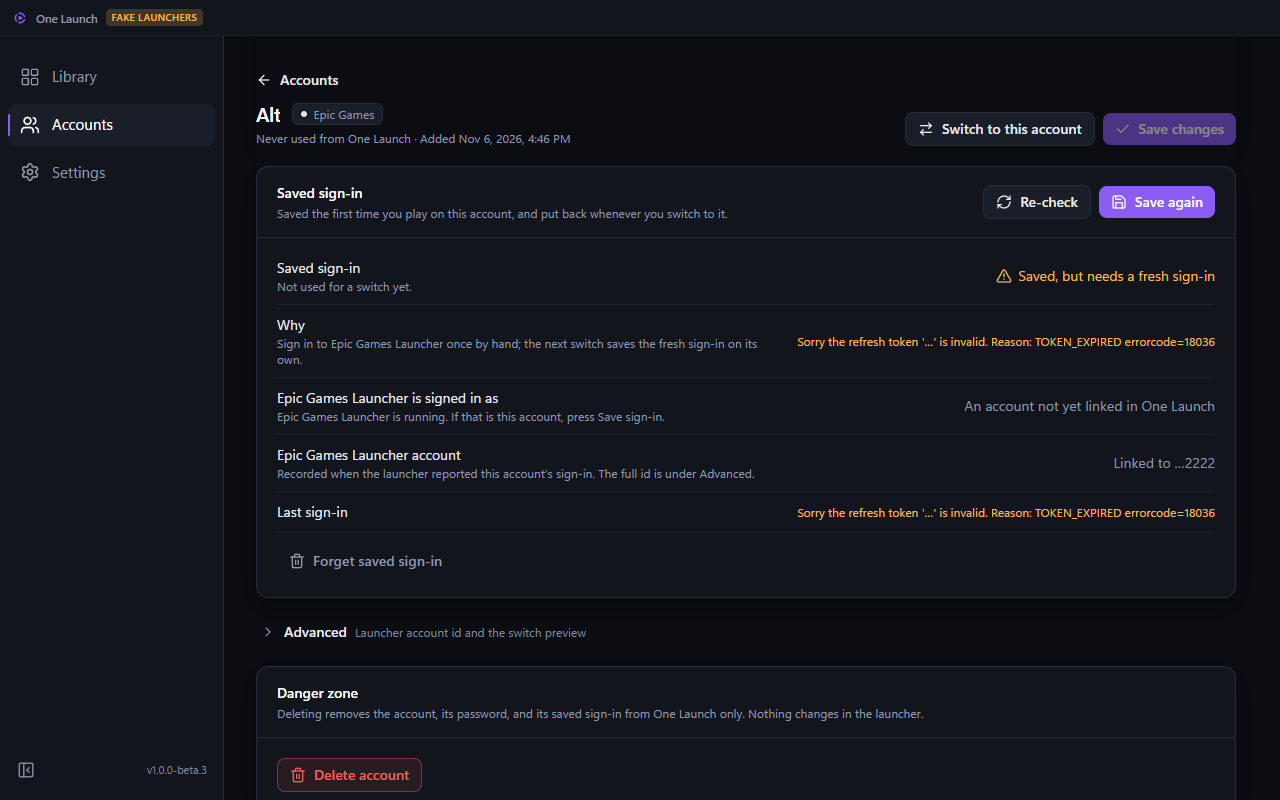 One Launch FAKE LAUNCHERS
Library
Accounts
Settings
Accounts
Alt Epic Games
Never used from One Launch · Added Nov 6, 2026, 4:46 PM
Switch to this account Save changes
Saved sign-in
Saved the first time you play on this account, and put back whenever you switch to it.
Re-check Save again
Saved sign-in
Not used for a switch yet.
Saved, but needs a fresh sign-in
Why
Sign in to Epic Games Launcher once by hand; the next switch saves the fresh sign-in on its
own.
Sorry the refresh token '...' is invalid. Reason: TOKEN_EXPIRED errorcode=18036
Epic Games Launcher is signed in as
Epic Games Launcher is running. If that is this account, press Save sign-in.
An account not yet linked in One Launch
Epic Games Launcher account
Recorded when the launcher reported this account's sign-in. The full id is under Advanced.
Linked to ...2222
Last sign-in
Sorry the refresh token '...' is invalid. Reason: TOKEN_EXPIRED errorcode=18036
Forget saved sign-in
Advanced Launcher account id and the switch preview
Danger zone
Deleting removes the account, its password, and its saved sign-in from One Launch only. Nothing changes in the launcher.
Delete account
v1.0.0-beta.3